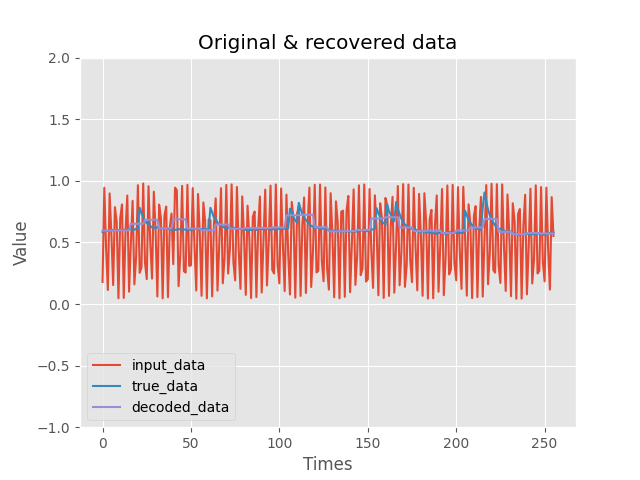 Original & recovered data
2.0
1.5
1.0
0.5
0.0
−0.5
−1.0
Value
input_data
true_data
decoded_data
0 50 100 150 200 250
Times